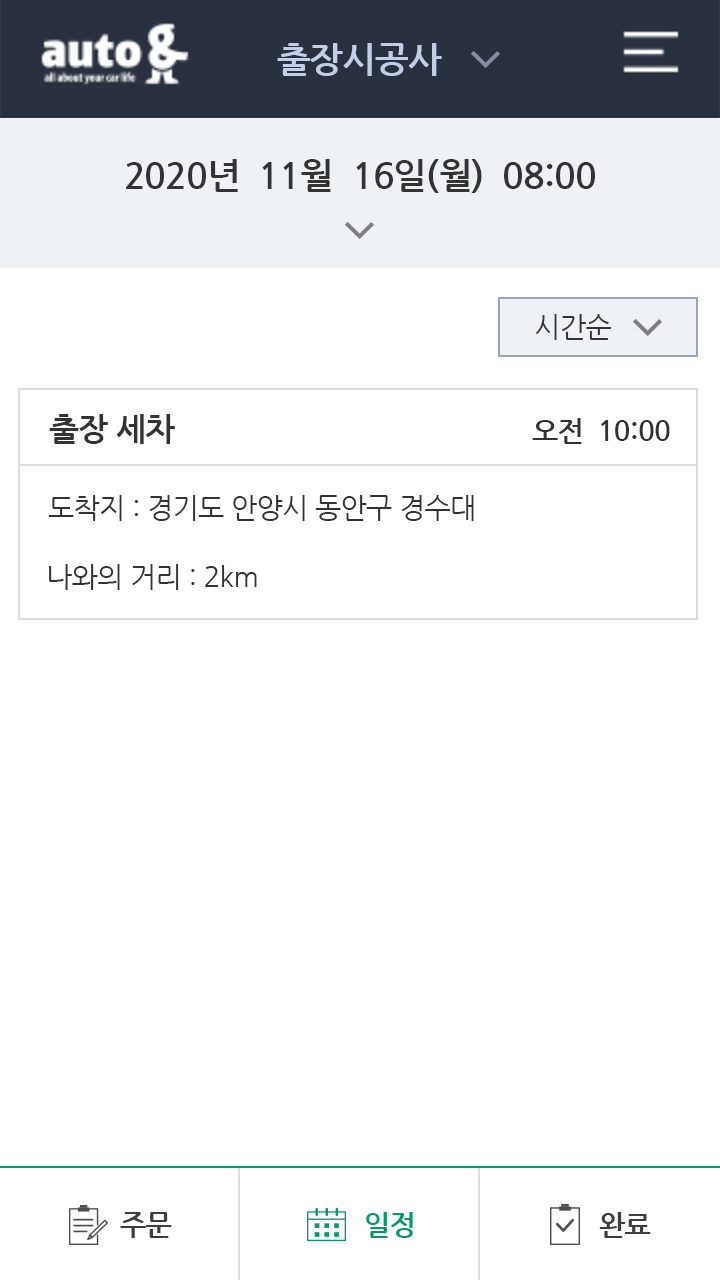 auto&
all about your car life
출장시공사
2020년 11월 16일(월) 08:00
시간순
출장 세차
오전 10:00
도착지 : 경기도 안양시 동안구 경수대
나와의 거리 : 2km
주문
일정
완료